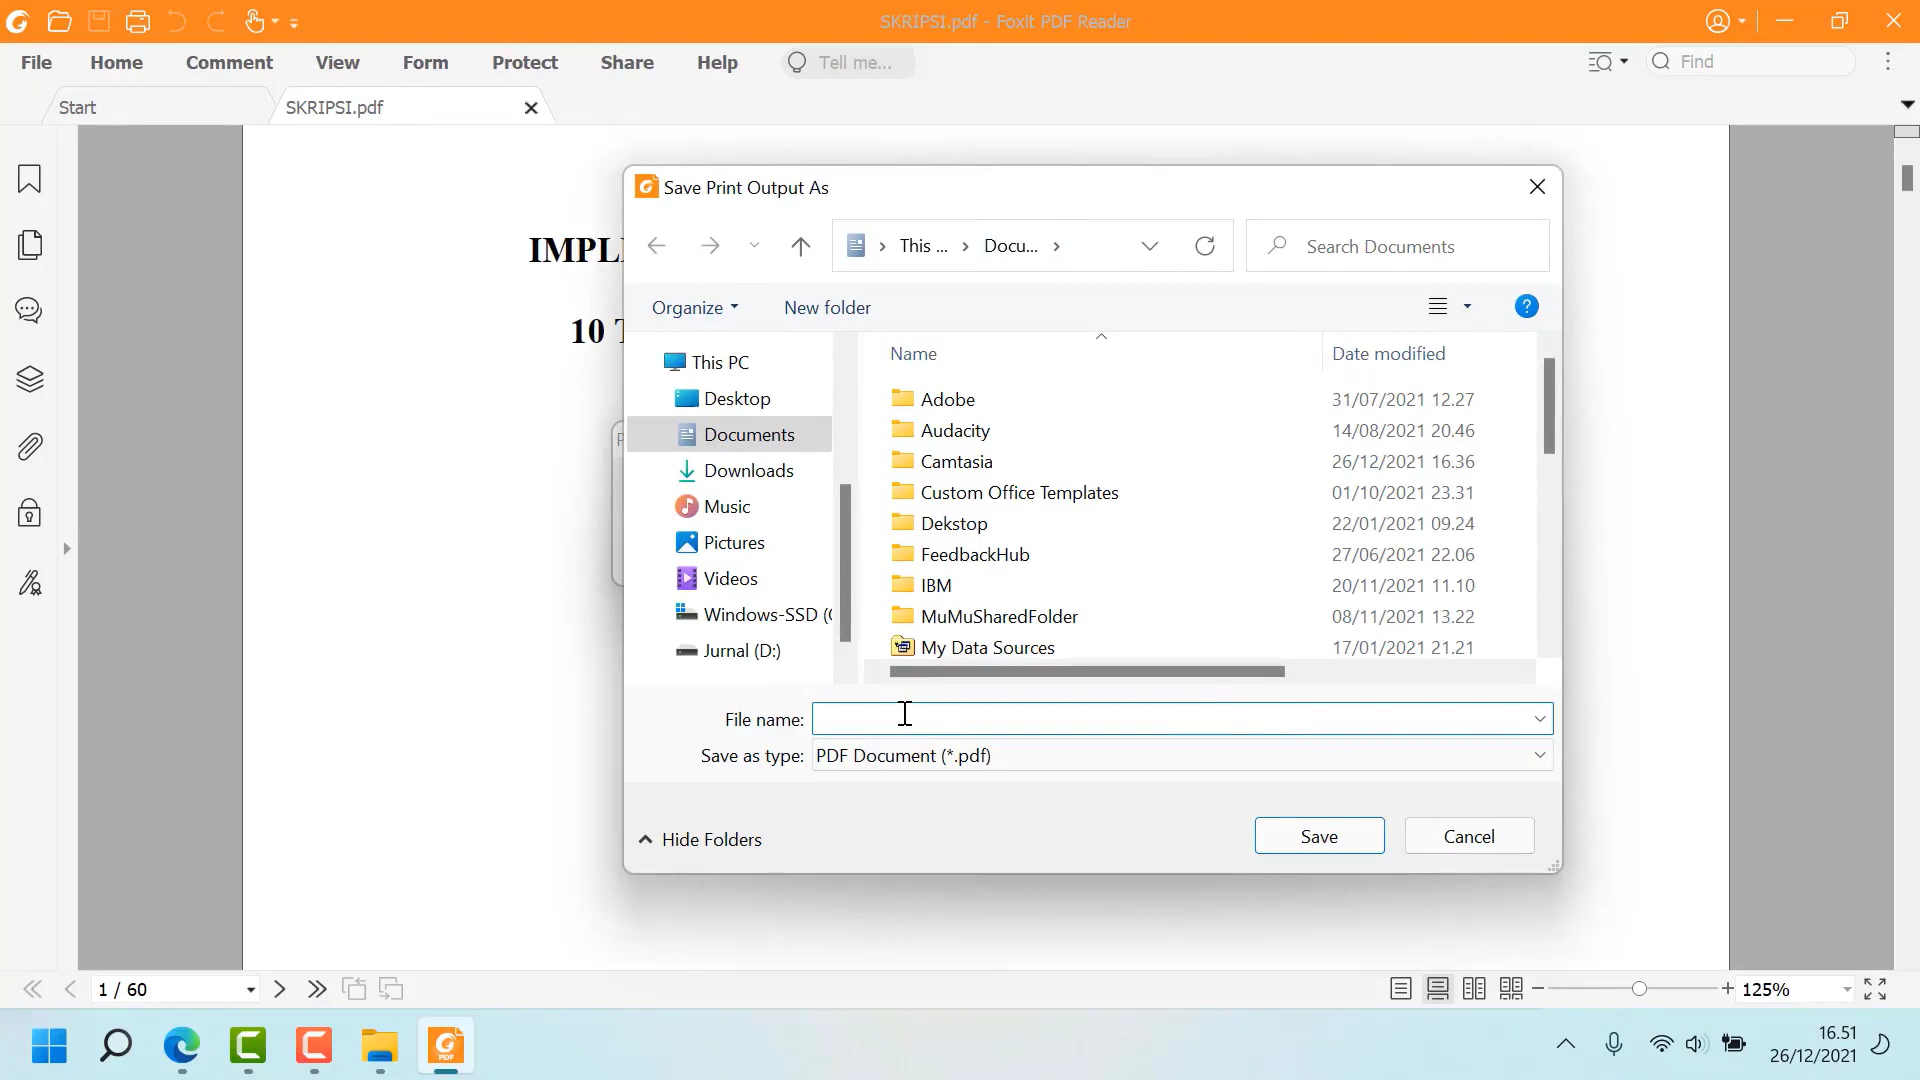 SKRIPSI.pdf - Foxit PDF Reader
File Home Comment View Form Protect Share Help Tell me... Find
Start SKRIPSI.pdf
IMPL
10 T
Save Print Output As
This ... Docu... Search Documents
Organize New folder
Name Date modified
This PC
Desktop
Documents
Downloads
Music
Pictures
Videos
Windows-SSD (
Jurnal (D:)
Adobe 31/07/2021 12.27
Audacity 14/08/2021 20.46
Camtasia 26/12/2021 16.36
Custom Office Templates 01/10/2021 23.31
Dekstop 22/01/2021 09.24
FeedbackHub 27/06/2021 22.06
IBM 20/11/2021 11.10
MuMuSharedFolder 08/11/2021 13.22
My Data Sources 17/01/2021 21.21
File name:
Save as type: PDF Document (*.pdf)
Hide Folders Save Cancel
1 / 60 125%
PDF
16.51
26/12/2021